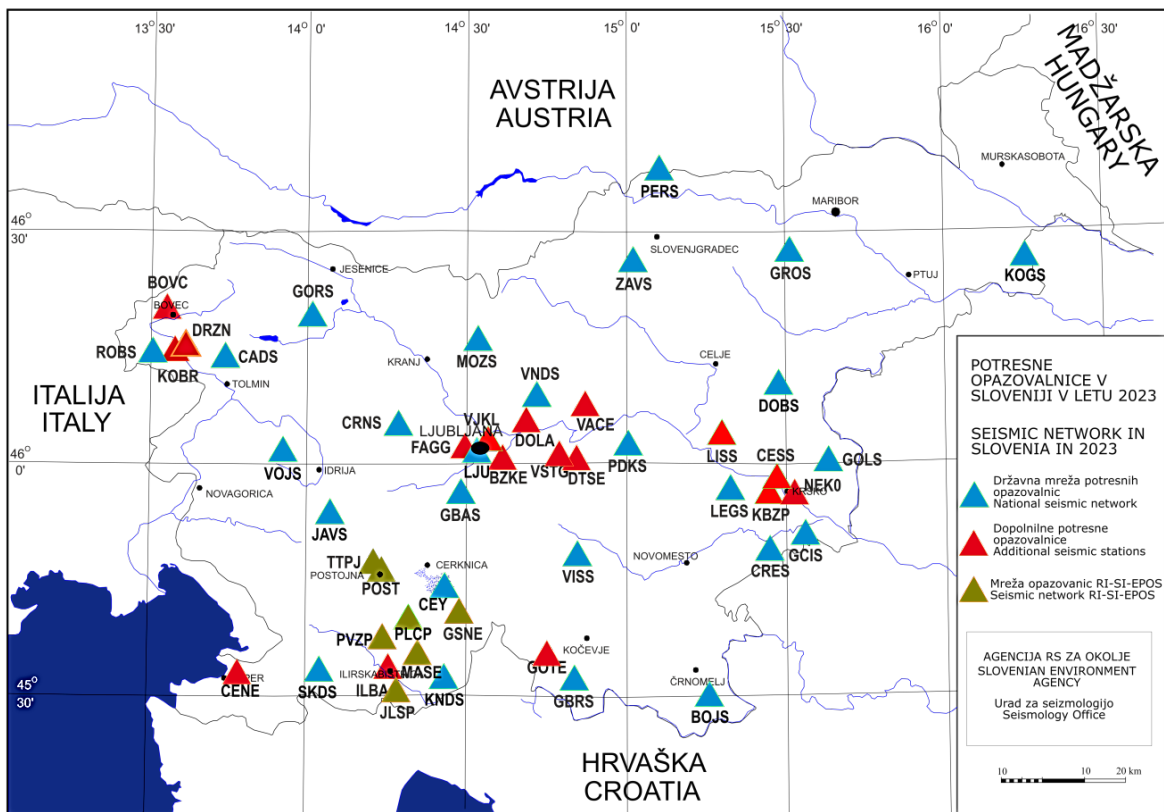 13° 30'
14° 00'
14° 30'
15° 00'
15° 30'
16° 00'
16° 30'
AVSTRIJA
AUSTRIA
MADŽARSKA
HUNGARY
MURSKASOBOTA
PERS
MARIBOR
46° 30'
SLOVENJGRADEC
GROS
ZAVS
KOGS
PTUJ
JESENICE
BOVC
BOVEC
GORS
DRZN
ROBS
KOBR
CADS
TOLMIN
MOZS
KRANJ
CELJE
VNDS
DOBS
ITALIJA
ITALY
CRNS
VJKL
LJUBLJANA
FAGG
DOLA
VACE
LJU
BZKE
VSTG
DTSE
PDKS
LISS
CESS
GOLS
46° 0'
VOJS
IDRIJA
NOVAGORICA
NEK0
KRŠKO
LEGS
KBZP
GBAS
JAVS
GCIS
CRES
NOVOMESTO
VISS
TTPJ
POSTOJNA
POST
CERKNICA
CEY
GSNE
PLCP
PVZP
KOČEVJE
GOTE
MASE
ILIRSKABISTRICA
ILBA
KNDS
JLSP
SKDS
CENE
GBRS
ČRNOMELJ
BOJS
45° 30'
HRVAŠKA
CROATIA
POTRESNE
OPAZOVALNICE V
SLOVENIJI V LETU 2023
SEISMIC NETWORK IN
SLOVENIA IN 2023
Državna mreža potresnih
opazovalnic
National seismic network
Dopolnilne potresne
opazovalnice
Additional seismic stations
Mreža opazovanic RI-SI-EPOS
Seismic network RI-SI-EPOS
AGENCIJA RS ZA OKOLJE
SLOVENIAN ENVIRONMENT
AGENCY
Urad za seizmologijo
Seismology Office
10 10 20 km